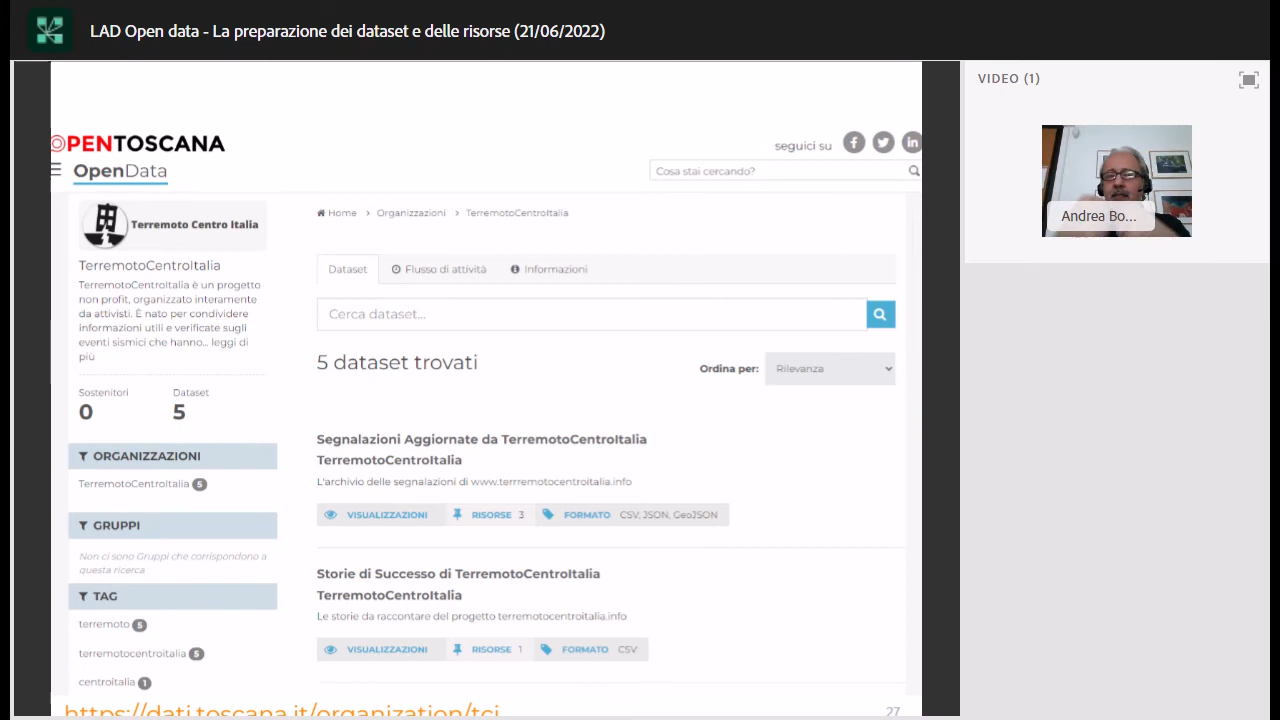 LAD Open data - La preparazione dei dataset e delle risorse (21/06/2022)
VIDEO (1)
Andrea Bo...
OPENTOSCANA
OpenData
seguici su
Cosa stai cercando?
Terremoto Centro Italia
TerremotoCentroItalia
TerremotoCentroItalia è un progetto
non profit, organizzato interamente
da attivisti. È nato per condividere
informazioni utili e verificate sugli
eventi sismici che hanno... leggi di
più
Sostenitori Dataset
0 5
ORGANIZZAZIONI
TerremotoCentroItalia 5
GRUPPI
Non ci sono Gruppi che corrispondono a
questa ricerca
TAG
terremoto 5
terremotocentroitalia 5
centroitalia 1
Home > Organizzazioni > TerremotoCentroItalia
Dataset Flusso di attività Informazioni
Cerca dataset...
5 dataset trovati
Ordina per: Rilevanza
Segnalazioni Aggiornate da TerremotoCentroItalia
TerremotoCentroItalia
L'archivio delle segnalazioni di www.terrremotocentroitalia.info
VISUALIZZAZIONI RISORSE 3 FORMATO CSV, JSON, GeoJSON
Storie di Successo di TerremotoCentroItalia
TerremotoCentroItalia
Le storie da raccontare del progetto terremotocentroitalia.info
VISUALIZZAZIONI RISORSE 1 FORMATO CSV
https://dati.toscana.it/organization/tci
27